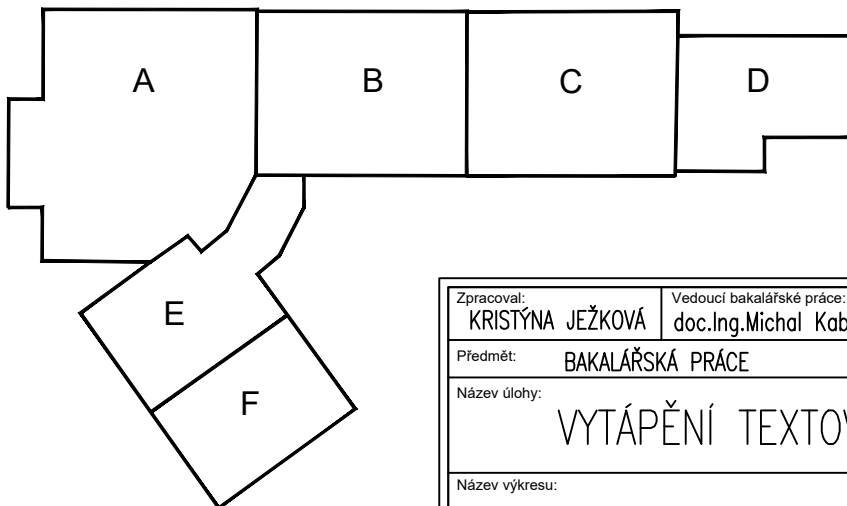 A
B
C
D
E
F
Zpracoval:
KRISTÝNA JEŽKOVÁ
Vedoucí bakalářské práce:
doc.Ing.Michal
Předmět:
BAKALÁŘSKÁ PRÁCE
Název úlohy:
VYTÁPĚNÍ
Název výkresu: